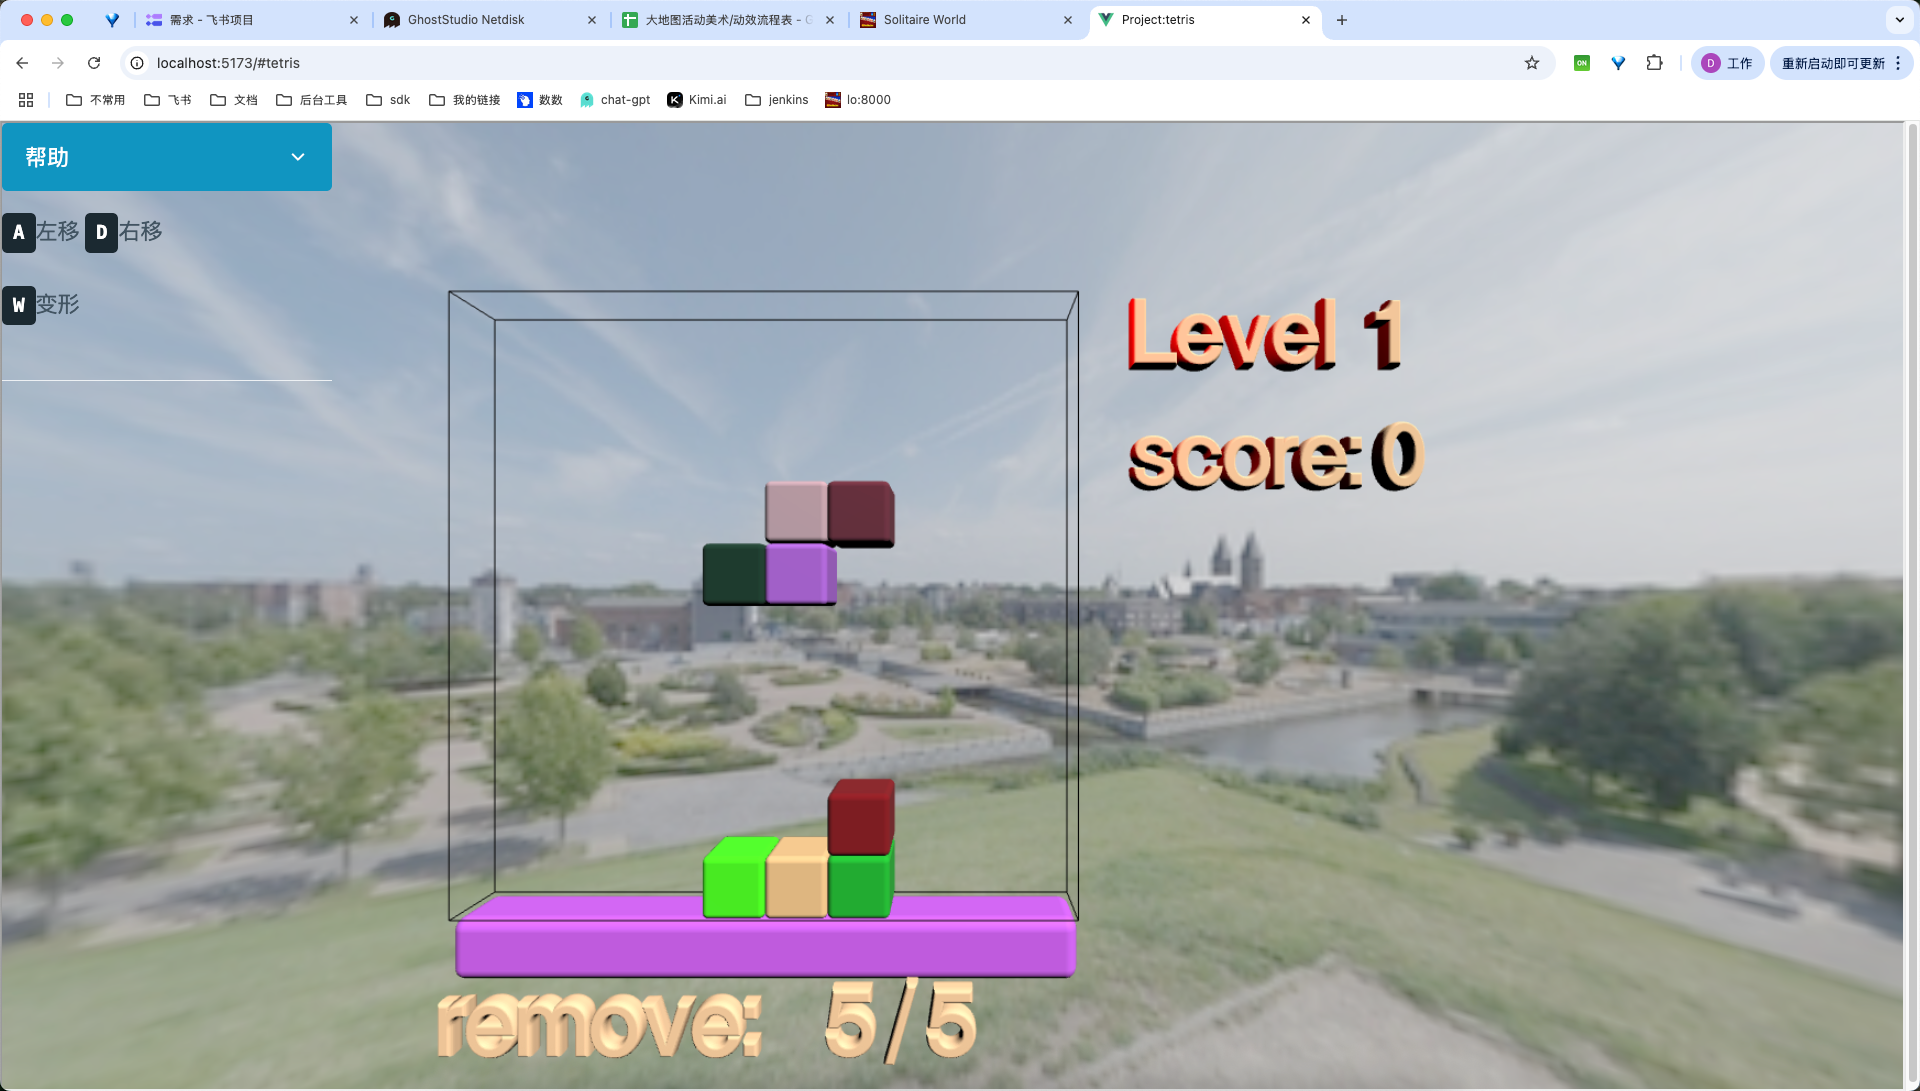 需求 - 飞书项目
GhostStudio Netdisk
大地图活动美术/动效流程表 - G
Solitaire World
Project:tetris
localhost:5173/#tetris
ON
D 工作
重新启动即可更新
不常用
飞书
文档
后台工具
sdk
我的链接
数数
chat-gpt
Kimi.ai
jenkins
lo:8000
帮助
A 左移 D 右移
W 变形
Level 1
score: 0
remove: 5/5